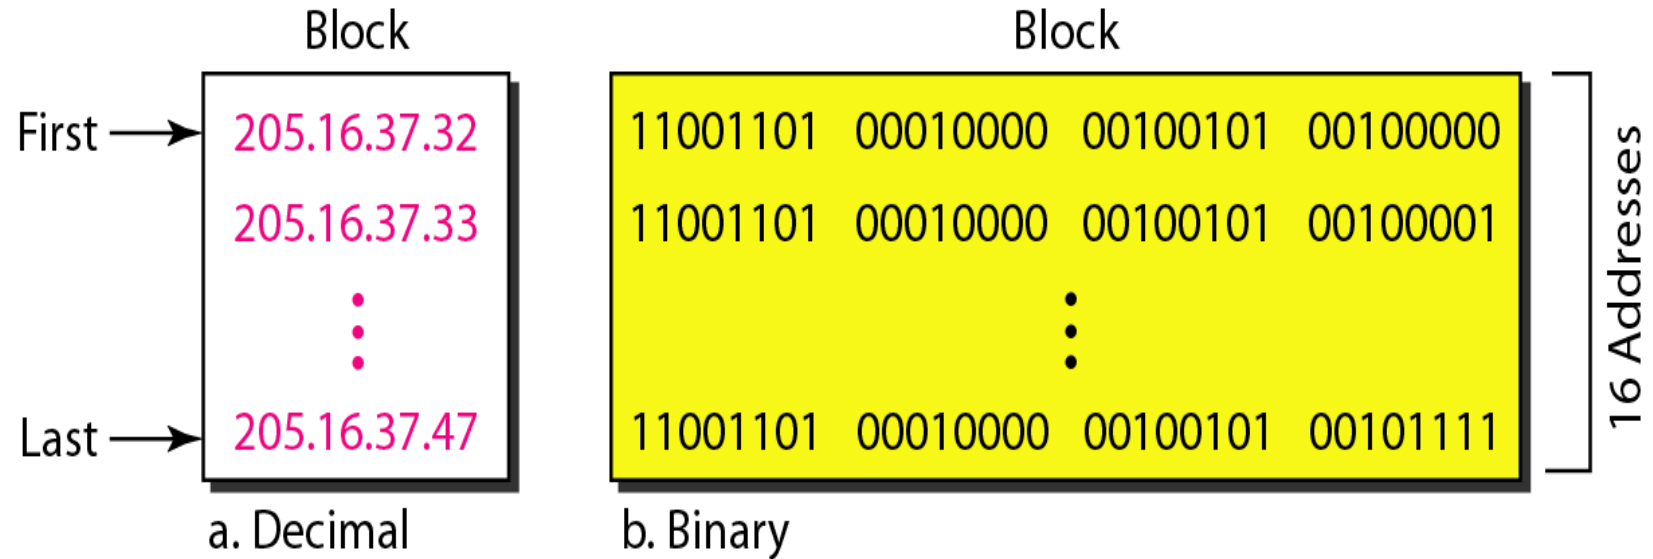 Block Block
First 205.16.37.32 11001101 00010000 00100101 00100000
205.16.37.33 11001101 00010000 00100101 00100001
Last 205.16.37.47 11001101 00010000 00100101 00101111
16 Addresses
a. Decimal b. Binary